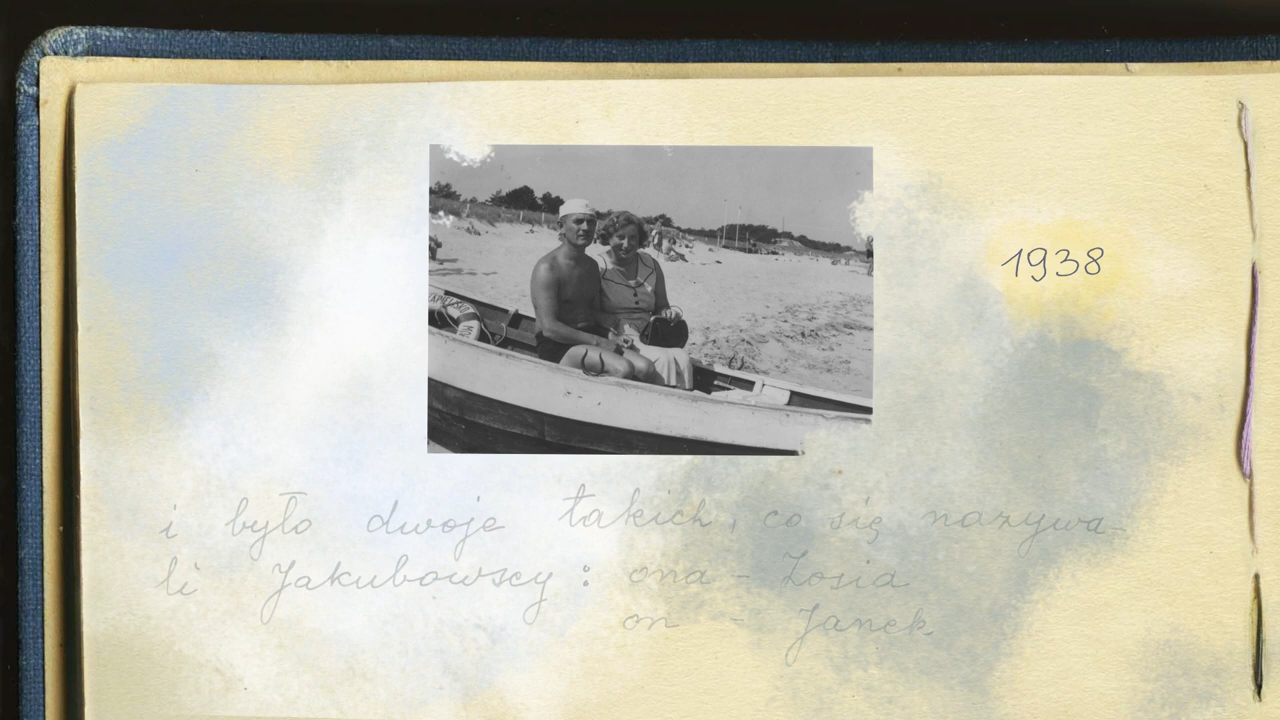 1938
i było dwoje takich, co się nazywa-
li Jakubowscy: ona - Zosia
on - Janek.